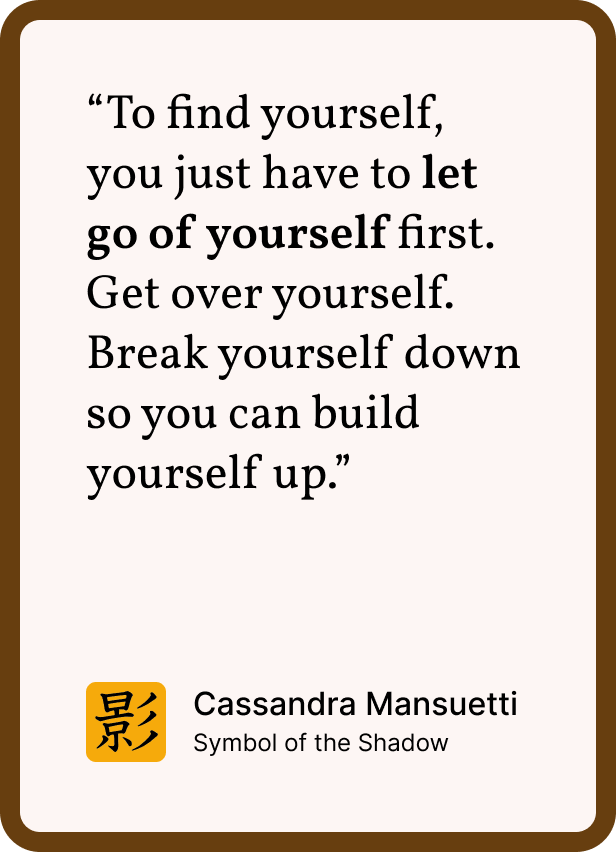 “To find yourself,
you just have to let
go of yourself first.
Get over yourself.
Break yourself down
so you can build
yourself up.”
影
Cassandra Mansuetti
Symbol of the Shadow